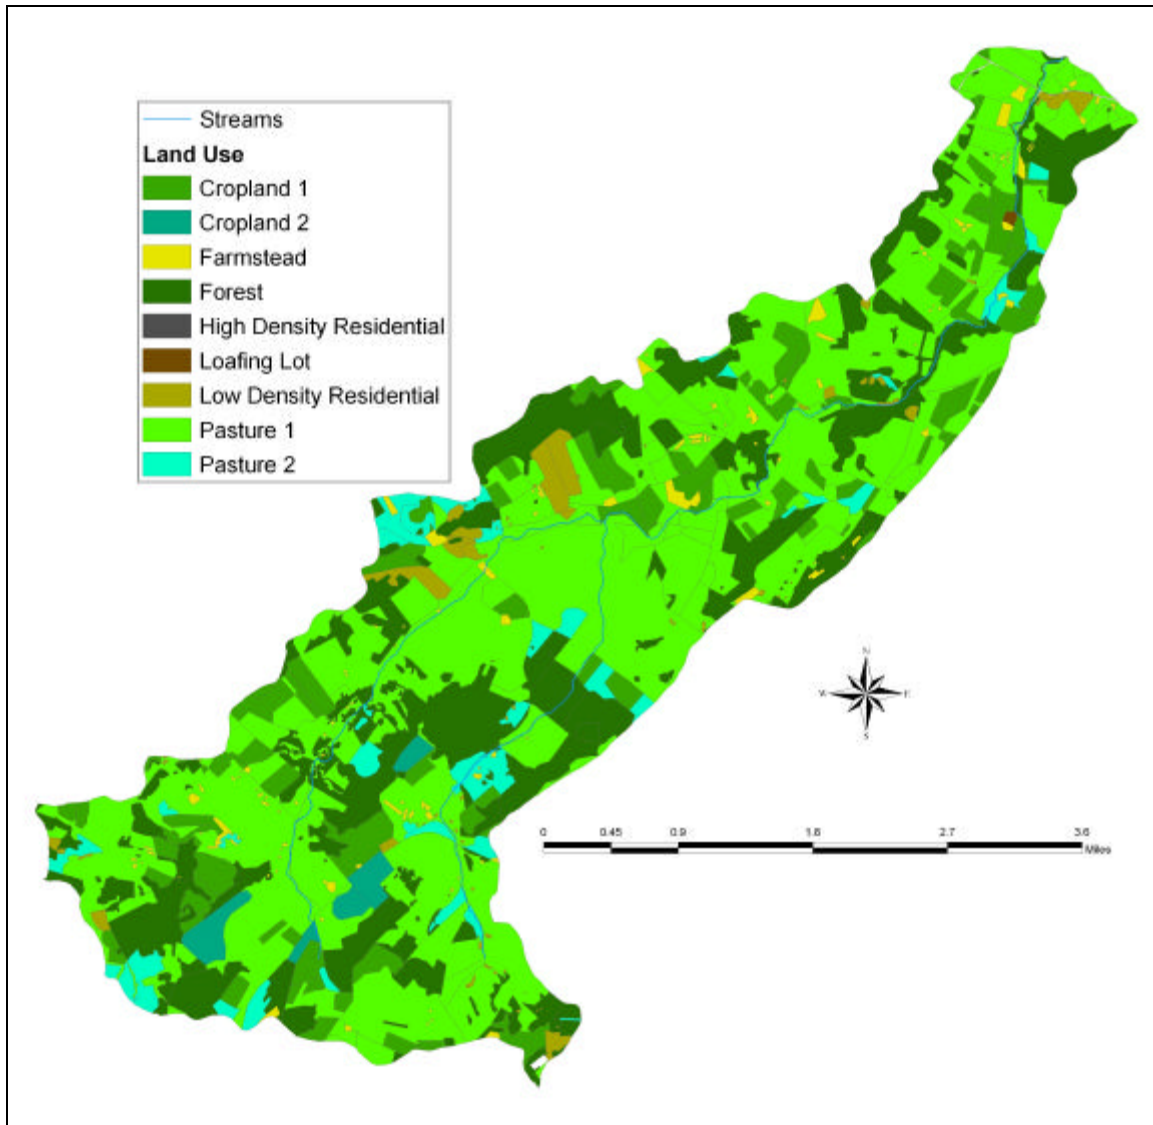 Streams
Land Use
Cropland 1
Cropland 2
Farmstead
Forest
High Density Residential
Loafing Lot
Low Density Residential
Pasture 1
Pasture 2
N
W E
S
0 0.45 0.9 1.8 2.7 3.6
Miles